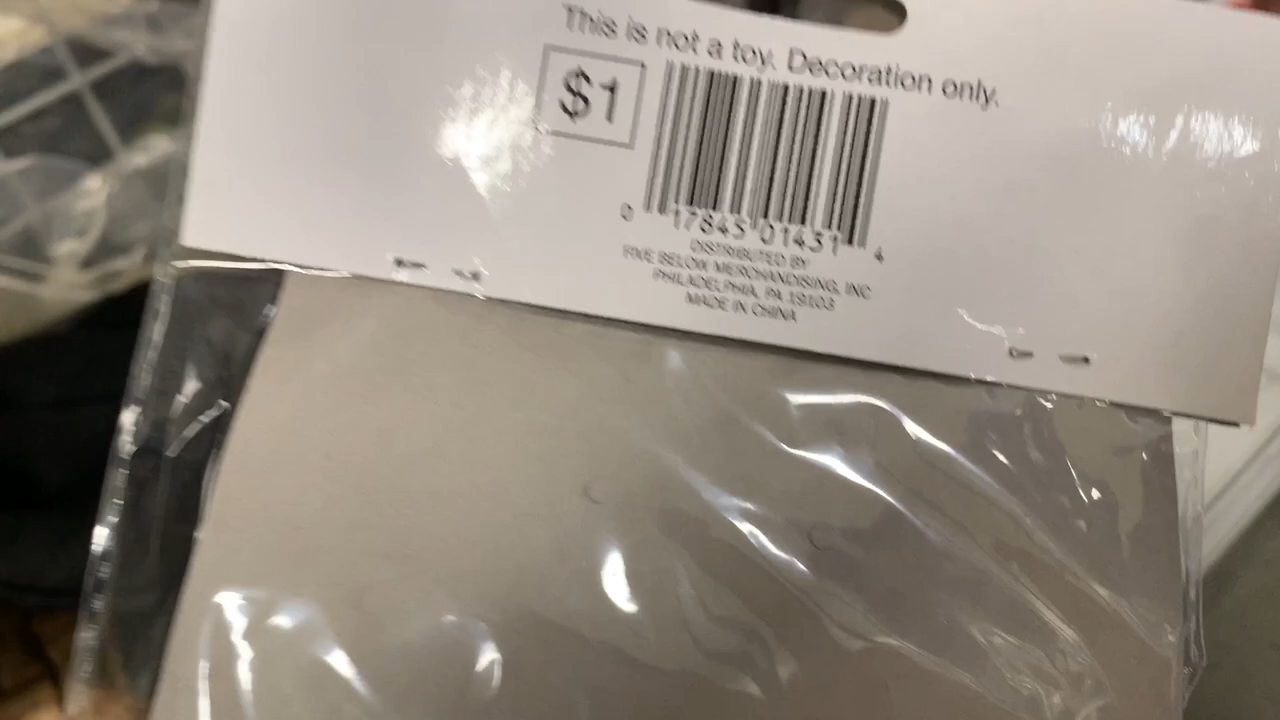 This is not a toy. Decoration only.
$1
0 17845 01431 4
DISTRIBUTED BY
FIVE BELOW MERCHANDISING, INC
PHILADELPHIA, PA 19103
MADE IN CHINA